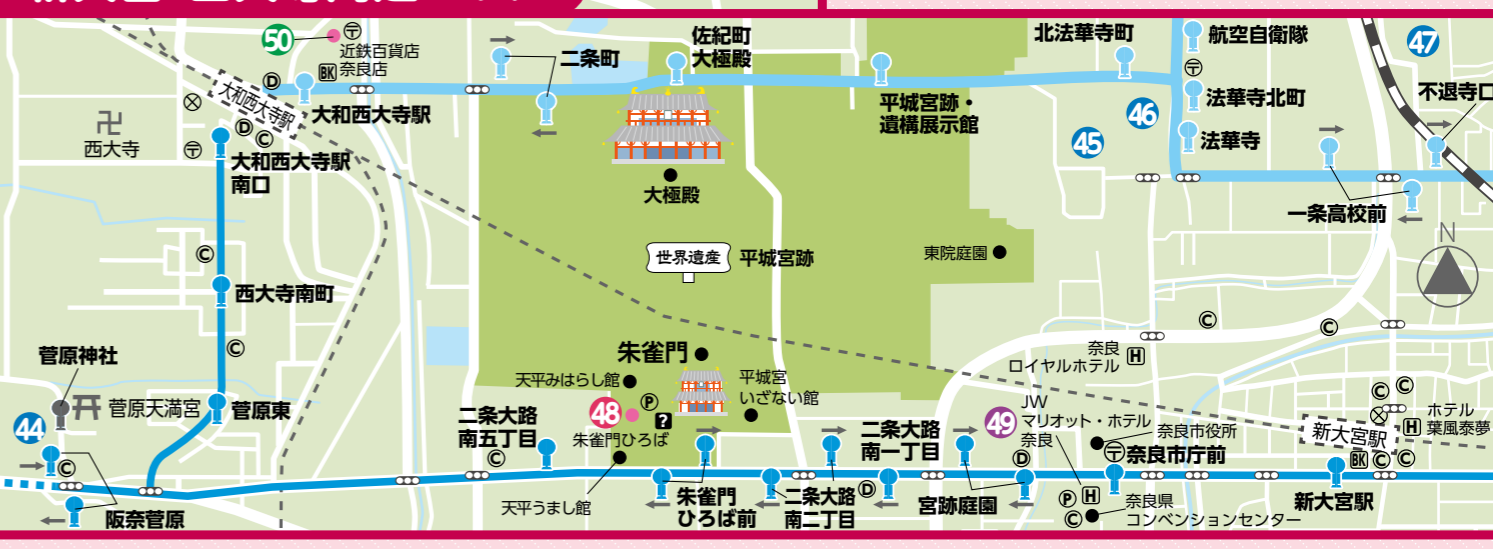 50
〒
近鉄百貨店
奈良店
BK
D
大和西大寺駅
大和西大寺駅
二条町
佐紀町
大極殿
平城宮跡・
遺構展示館
北法華寺町
航空自衛隊
〒
法華寺北町
法華寺
47
不退寺口
46
45
一条高校前
N
卍
西大寺
〒
D
C
大和西大寺駅
南口
大極殿
世界遺産
平城宮跡
東院庭園
C
西大寺南町
C
菅原神社
菅原天満宮
菅原東
44
C
阪奈菅原
朱雀門
天平みはらし館
48
P
?
朱雀門ひろば
平城宮
いざない館
二条大路
南五丁目
C
天平うまし館
朱雀門
ひろば前
二条大路
南二丁目
D
二条大路
南一丁目
宮跡庭園
49
JW
マリオット・ホテル
奈良
D
奈良
ロイヤルホテル
H
C
C
奈良市役所
〒
奈良市庁前
P
H
C
奈良県
コンベンションセンター
新大宮駅
BK
C
C
新大宮駅
C
C
H
ホテル
葉風泰夢